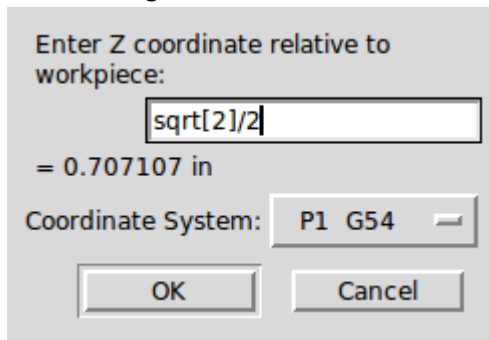 Enter Z coordinate relative to
workpiece:
sqrt[2]/2
= 0.707107 in
Coordinate System: P1 G54
OK Cancel